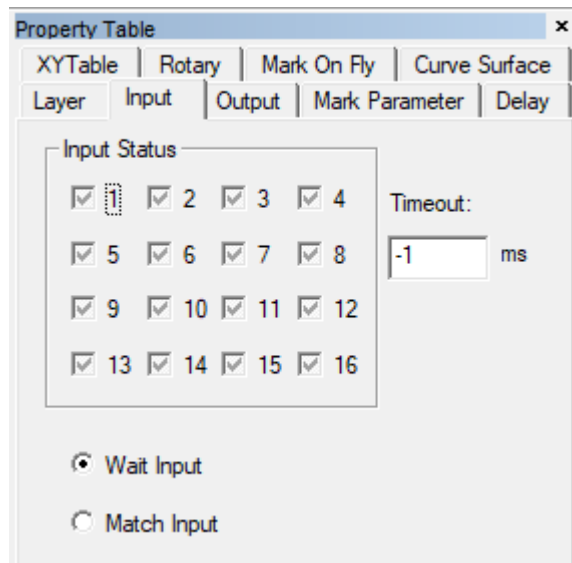 Property Table ×
XYTable Rotary Mark On Fly Curve Surface
Layer Input Output Mark Parameter Delay
Input Status
1 2 3 4
Timeout:
5 6 7 8
-1 ms
9 10 11 12
13 14 15 16
Wait Input
Match Input